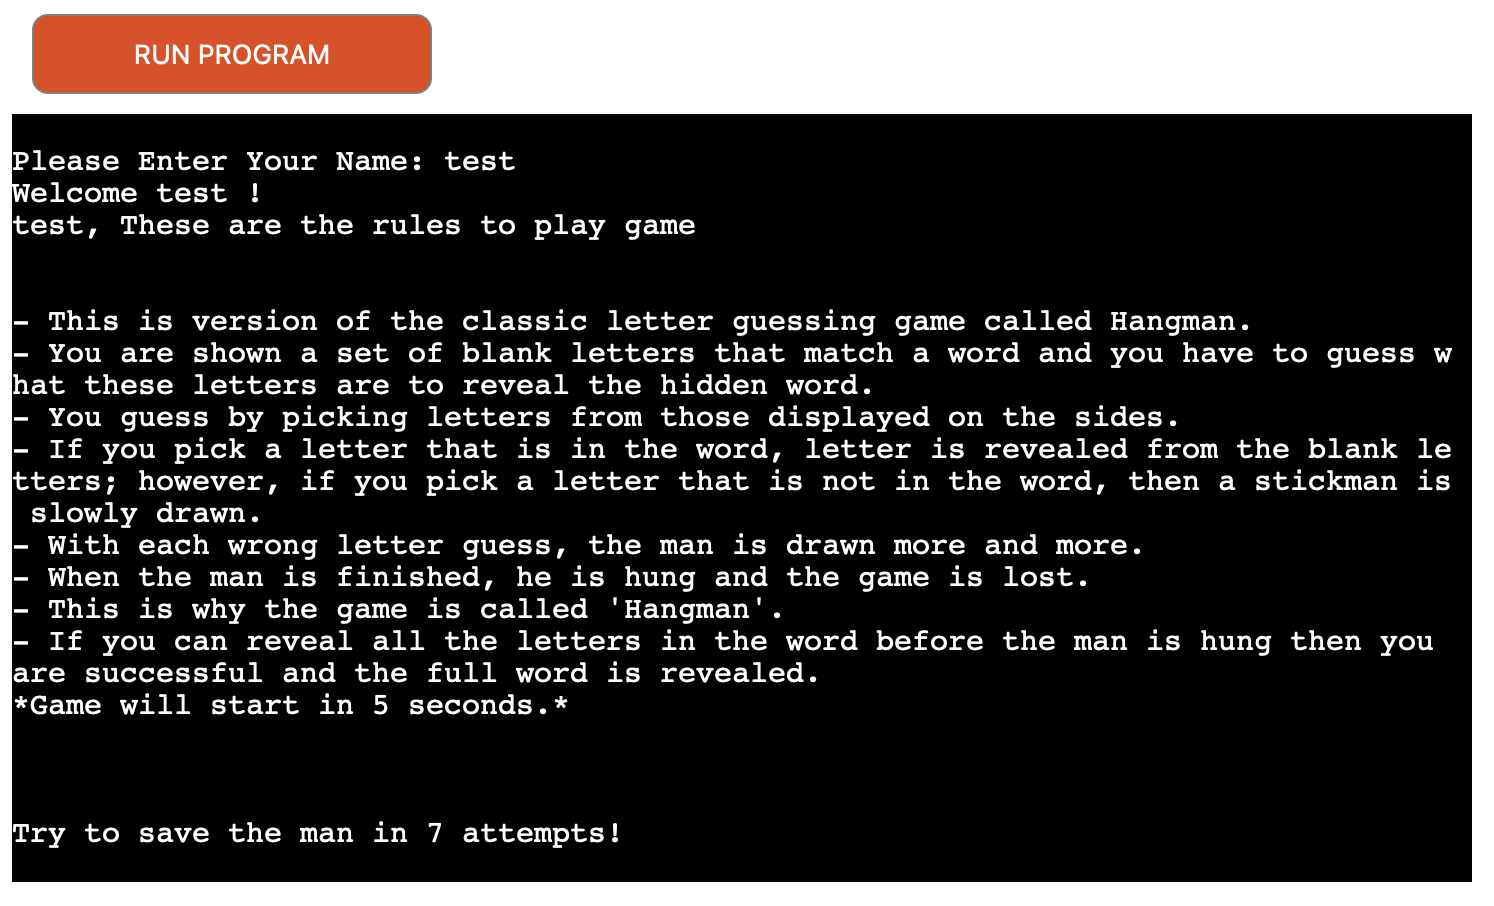 RUN PROGRAM
Please Enter Your Name: test
Welcome test !
test, These are the rules to play game
- This is version of the classic letter guessing game called Hangman.
- You are shown a set of blank letters that match a word and you have to guess w
hat these letters are to reveal the hidden word.
- You guess by picking letters from those displayed on the sides.
- If you pick a letter that is in the word, letter is revealed from the blank le
tters; however, if you pick a letter that is not in the word, then a stickman is
 slowly drawn.
- With each wrong letter guess, the man is drawn more and more.
- When the man is finished, he is hung and the game is lost.
- This is why the game is called 'Hangman'.
- If you can reveal all the letters in the word before the man is hung then you
are successful and the full word is revealed.
*Game will start in 5 seconds.*
Try to save the man in 7 attempts!